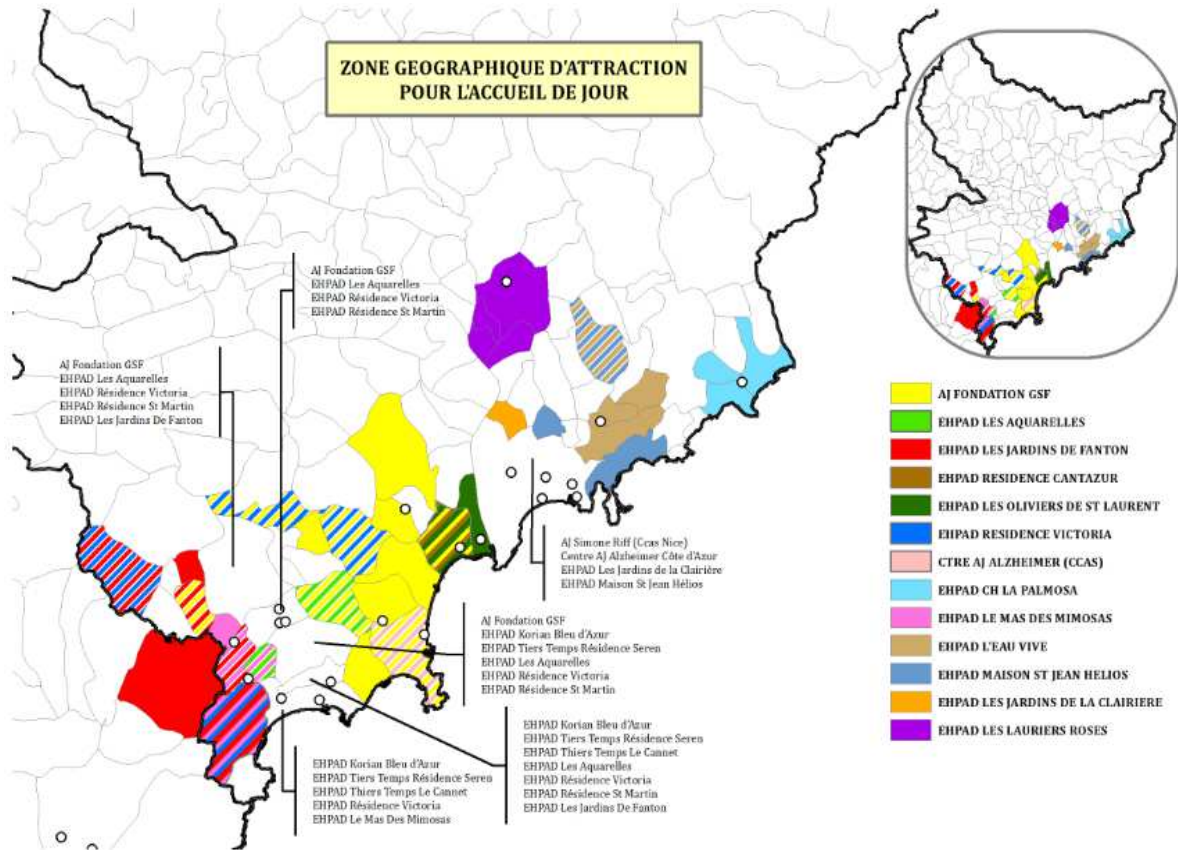 ZONE GEOGRAPHIQUE D'ATTRACTION
POUR L'ACCUEIL DE JOUR
AJ Fondation GSF
EHPAD Les Aquarelles
EHPAD Résidence Victoria
EHPAD Résidence St Martin
AJ Fondation GSF
EHPAD Les Aquarelles
EHPAD Résidence Victoria
EHPAD Résidence St Martin
EHPAD Les Jardins De Fanton
AJ Simone Riff (Ccas Nice)
Centre AJ Alzheimer Côte d'Azur
EHPAD Les Jardins de la Clairière
EHPAD Maison St Jean Hélios
AJ Fondation GSF
EHPAD Korian Bleu d'Azur
EHPAD Tiers Temps Résidence Seren
EHPAD Les Aquarelles
EHPAD Résidence Victoria
EHPAD Résidence St Martin
EHPAD Korian Bleu d'Azur
EHPAD Tiers Temps Résidence Seren
EHPAD Thiers Temps Le Cannet
EHPAD Les Aquarelles
EHPAD Résidence Victoria
EHPAD Résidence St Martin
EHPAD Les Jardins De Fanton
EHPAD Korian Bleu d'Azur
EHPAD Tiers Temps Résidence Seren
EHPAD Thiers Temps Le Cannet
EHPAD Résidence Victoria
EHPAD Le Mas Des Mimosas
AJ FONDATION GSF
EHPAD LES AQUARELLES
EHPAD LES JARDINS DE FANTON
EHPAD RESIDENCE CANTAZUR
EHPAD LES OLIVIERS DE ST LAURENT
EHPAD RESIDENCE VICTORIA
CTRE AJ ALZHEIMER (CCAS)
EHPAD CH LA PALMOSA
EHPAD LE MAS DES MIMOSAS
EHPAD L'EAU VIVE
EHPAD MAISON ST JEAN HELIOS
EHPAD LES JARDINS DE LA CLAIRIERE
EHPAD LES LAURIERS ROSES